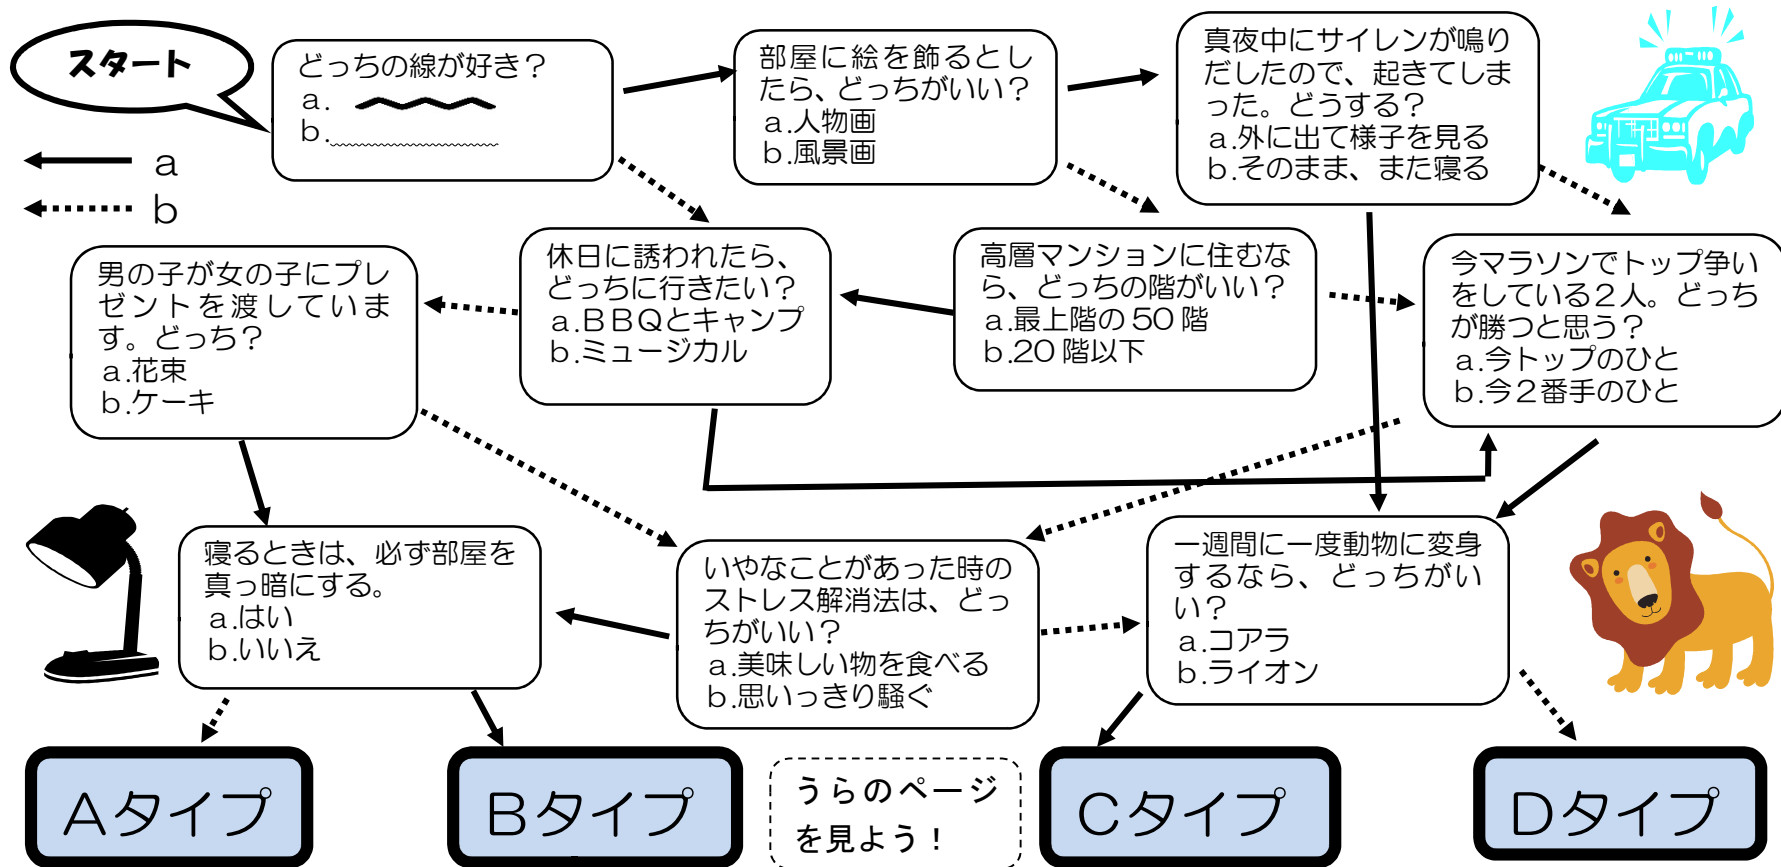 スタート
どっちの線が好き？
ａ.
ｂ.
部屋に絵を飾るとし
たら、どっちがいい？
ａ.人物画
ｂ.風景画
真夜中にサイレンが鳴り
だしたので、起きてしま
った。どうする？
ａ.外に出て様子を見る
ｂ.そのまま、また寝る
ａ
ｂ
男の子が女の子にプレ
ゼントを渡していま
す。どっち？
ａ.花束
ｂ.ケーキ
休日に誘われたら、
どっちに行きたい？
ａ.ＢＢＱとキャンプ
ｂ.ミュージカル
高層マンションに住むな
ら、どっちの階がいい？
ａ.最上階の 50 階
ｂ.20 階以下
今マラソンでトップ争い
をしている２人。どっち
が勝つと思う？
ａ.今トップのひと
ｂ.今２番手のひと
寝るときは、必ず部屋を
真っ暗にする。
ａ.はい
ｂ.いいえ
いやなことがあった時の
ストレス解消法は、どっ
ちがいい？
ａ.美味しい物を食べる
ｂ.思いっきり騒ぐ
一週間に一度動物に変身
するなら、どっちがい
い？
ａ.コアラ
ｂ.ライオン
Ａタイプ
Ｂタイプ
うらのページ
を見よう！
Ｃタイプ
Ｄタイプ